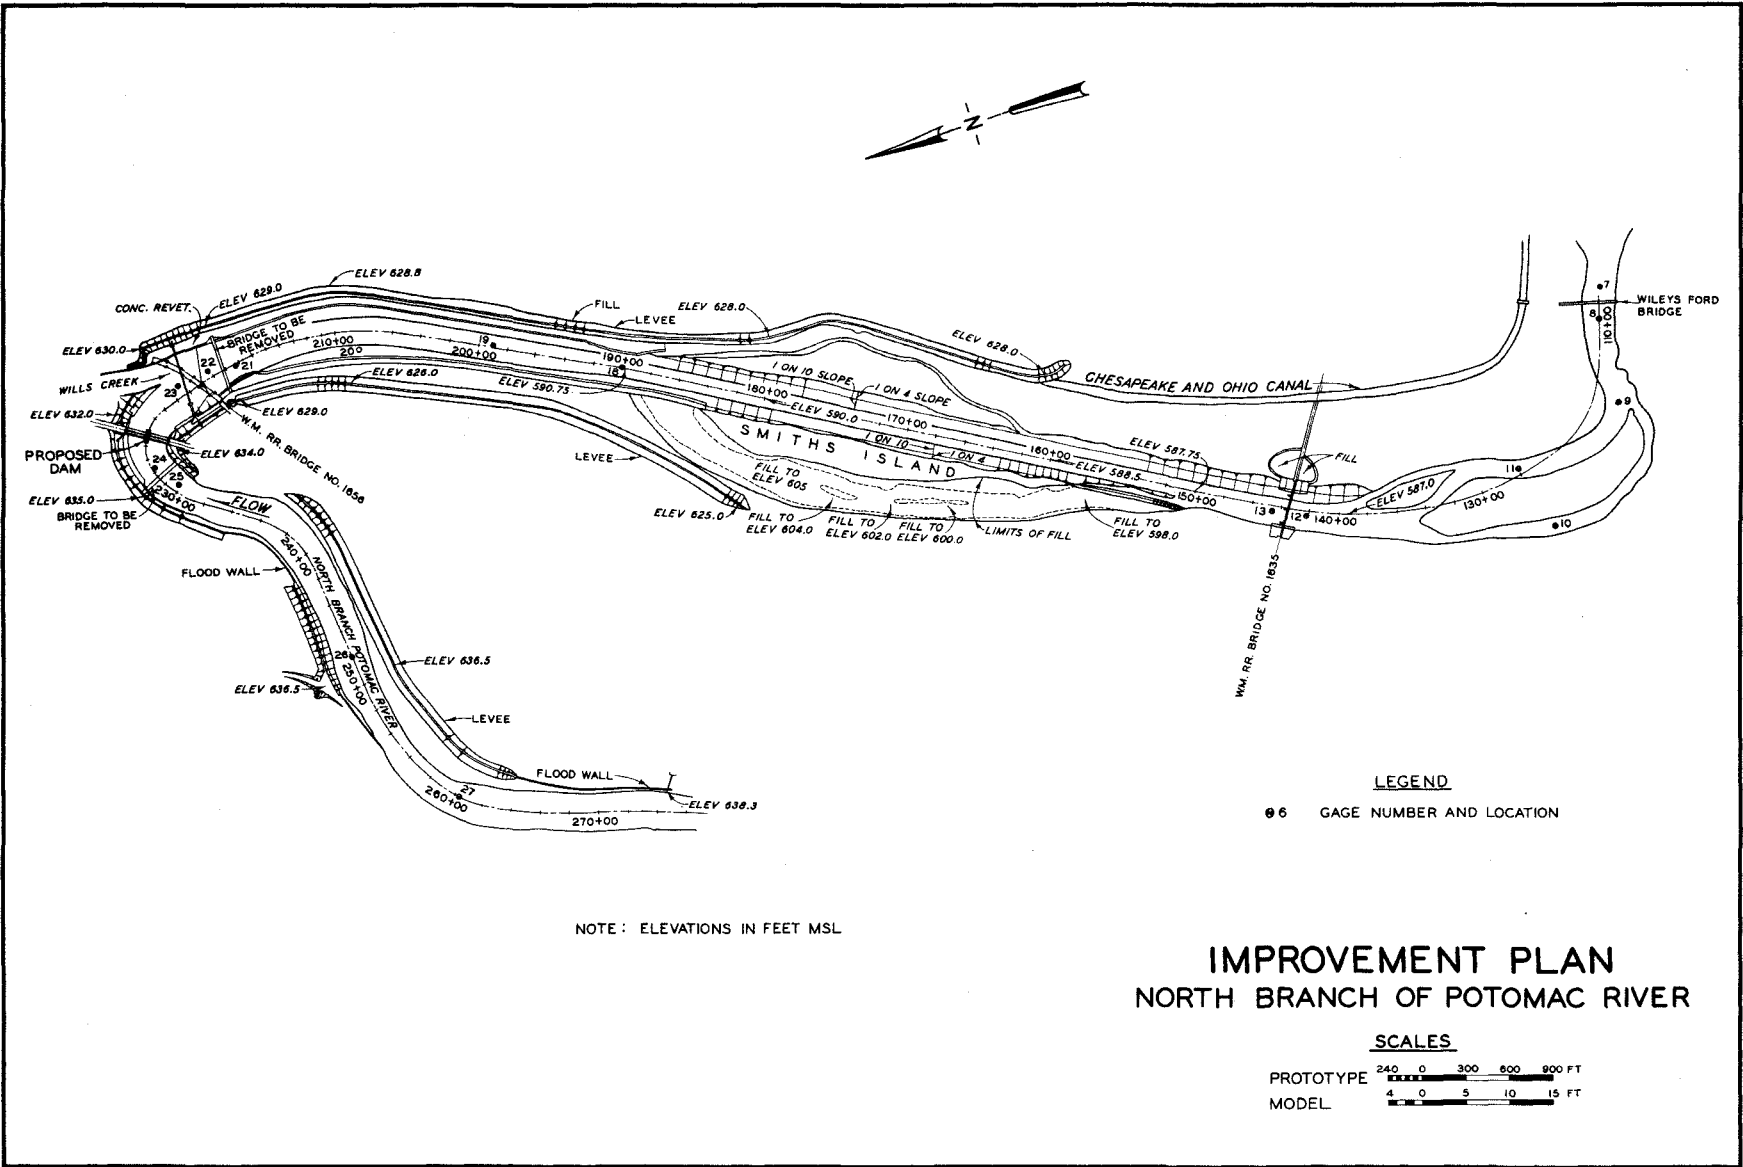 N
ELEV 628.8
ELEV 629.0
CONC. REVET.
FILL
LEVEE
ELEV 628.0
BRIDGE TO BE
REMOVED
ELEV 630.0
22
21
210+00
20
19
200+00
190+00
18
ELEV 628.0
7
WILEYS FORD
BRIDGE
8
110+00
WILLS CREEK
23
ELEV 626.0
ELEV 590.75
1 ON 10 SLOPE
1 ON 4 SLOPE
180+00
CHESAPEAKE AND OHIO CANAL
9
ELEV 632.0
ELEV 629.0
ELEV 590.0
170+00
W.M. RR. BRIDGE NO. 1656
SMITHS ISLAND
1 ON 10
1 ON 4
160+00
ELEV 587.75
ELEV 588.5
150+00
FILL
PROPOSED
DAM
24
ELEV 634.0
25
LEVEE
FILL TO
ELEV 605
11
ELEV 587.0
130+00
10
ELEV 635.0
230+00
BRIDGE TO BE
REMOVED
FLOW
ELEV 625.0
FILL TO
ELEV 604.0
FILL TO
ELEV 602.0
FILL TO
ELEV 600.0
LIMITS OF FILL
FILL TO
ELEV 598.0
13
12
140+00
240+00
FLOOD WALL
NORTH BRANCH POTOMAC RIVER
W.M. RR. BRIDGE NO. 1635
26
250+00
ELEV 636.5
ELEV 636.5
LEVEE
FLOOD WALL
27
260+00
ELEV 638.3
270+00
LEGEND
6 GAGE NUMBER AND LOCATION
NOTE: ELEVATIONS IN FEET MSL
IMPROVEMENT PLAN
NORTH BRANCH OF POTOMAC RIVER
SCALES
PROTOTYPE 240 0 300 600 900 FT
MODEL 4 0 5 10 15 FT